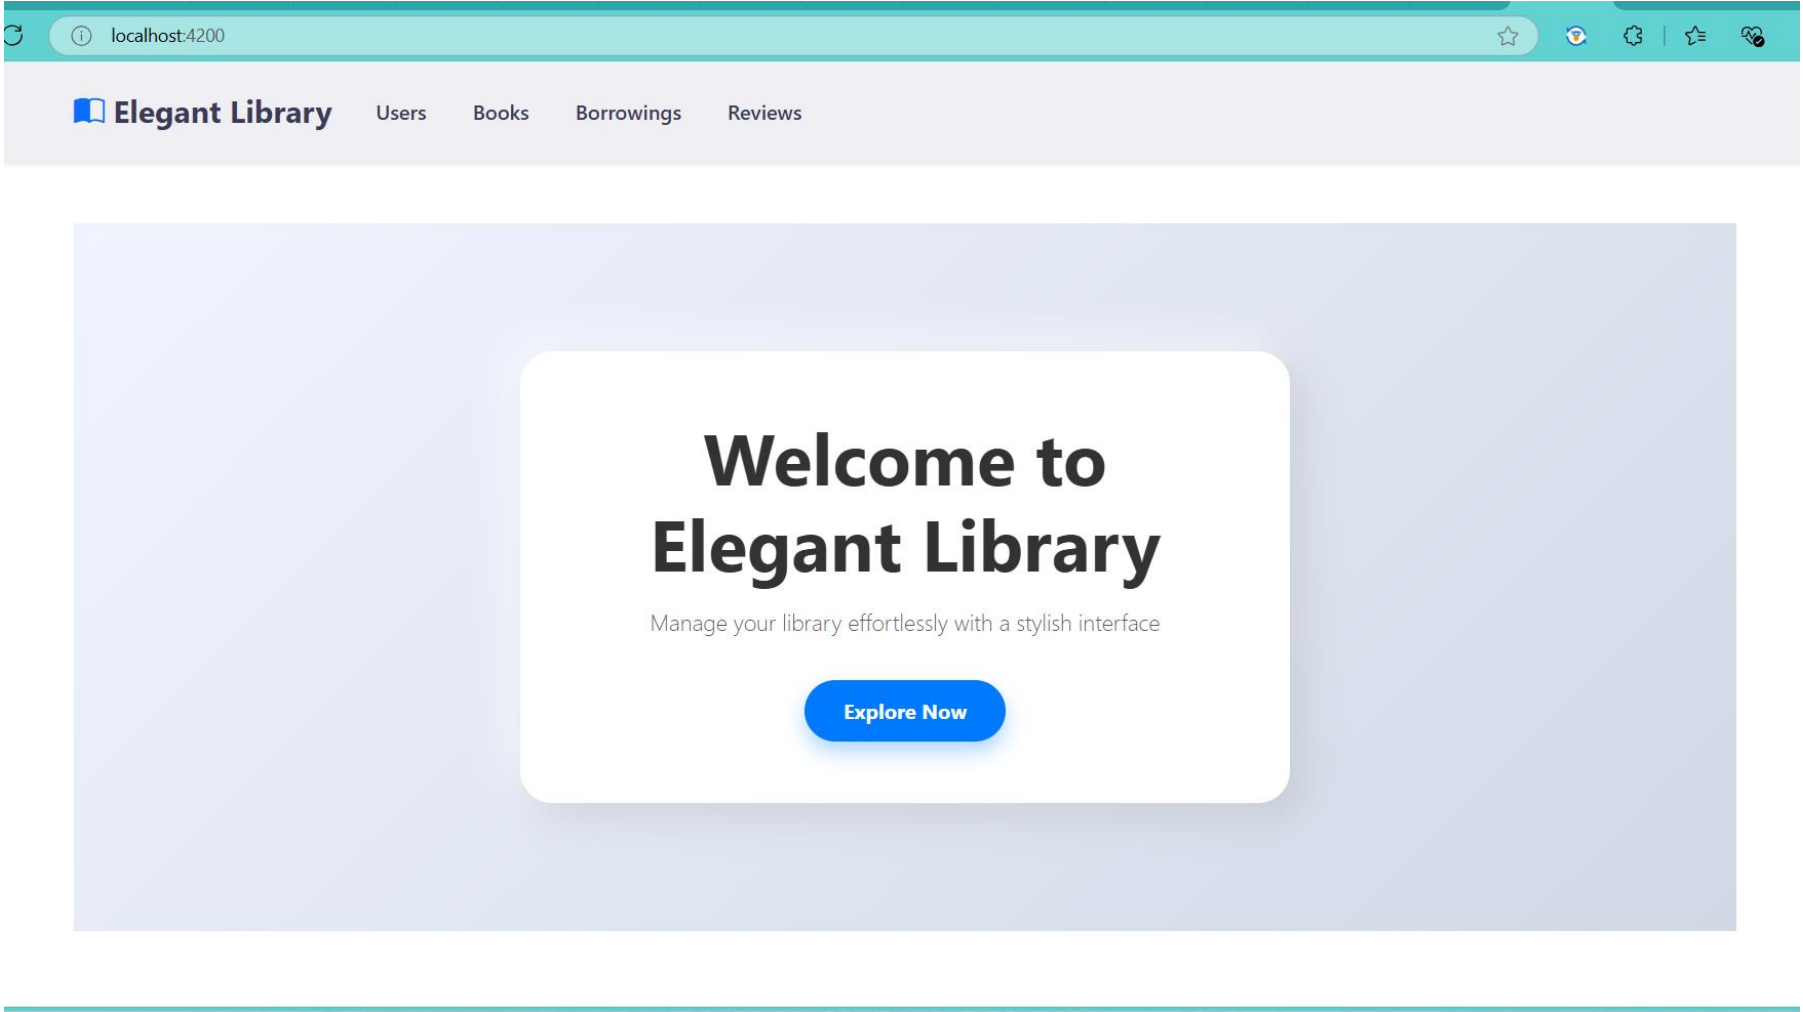 localhost:4200
Elegant Library Users Books Borrowings Reviews
Welcome to
Elegant Library
Manage your library effortlessly with a stylish interface
Explore Now